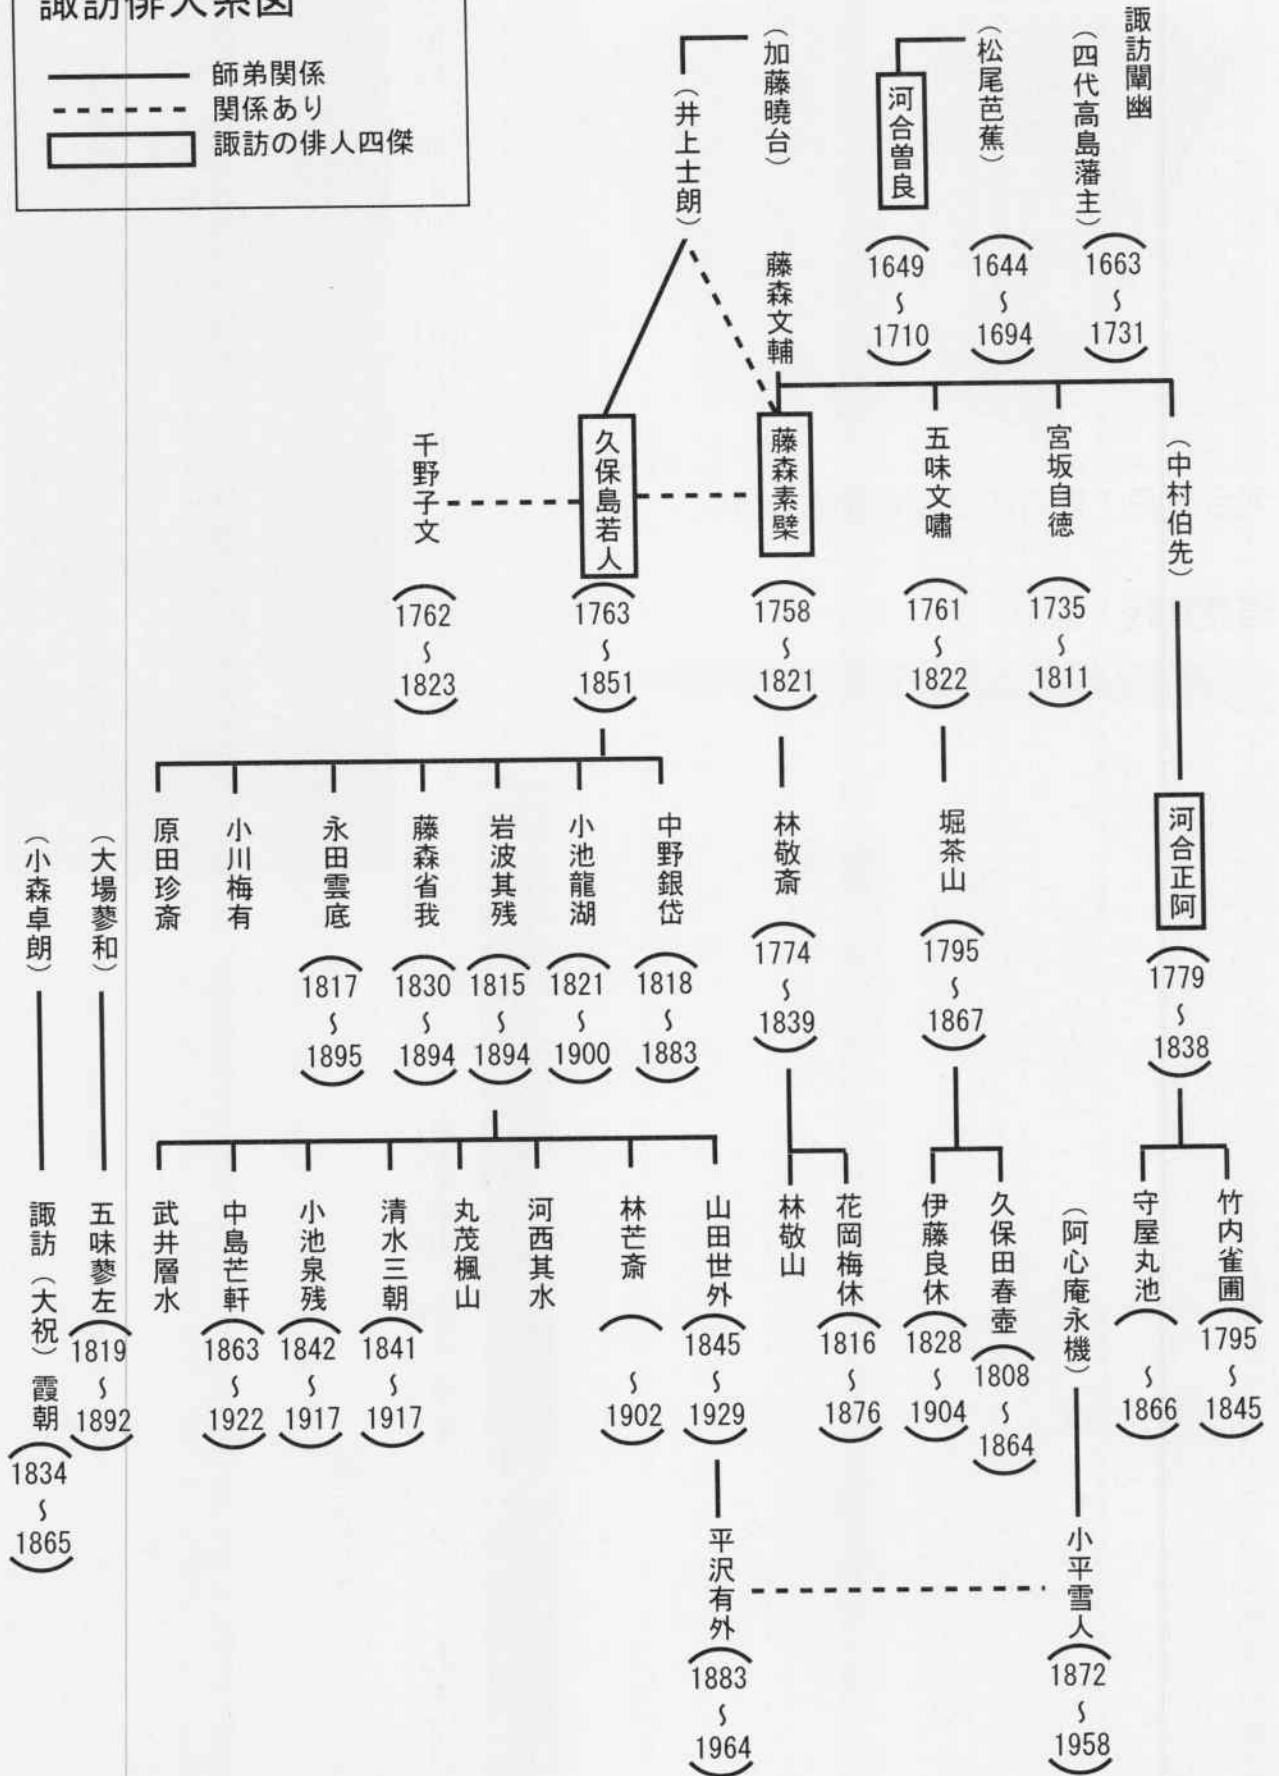 諏訪俳人系図
師弟関係
関係あり
諏訪の俳人四傑
諏訪闡幽
(四代高島藩主)
1663
~
1731
(松尾芭蕉)
1644
~
1694
河合曽良
1649
~
1710
(加藤曉台)
(井上士朗)
藤森文輔
(中村伯先)
宮坂自徳
1735
~
1811
五味文嘯
1761
~
1822
藤森素檗
1758
~
1821
久保島若人
1763
~
1851
千野子文
1762
~
1823
河合正阿
1779
~
1838
堀茶山
1795
~
1867
林敬斎
1774
~
1839
中野銀岱
1818
~
1883
小池龍湖
1821
~
1900
岩波其残
1815
~
1894
藤森省我
1830
~
1894
永田雲底
1817
~
1895
小川梅有
原田珍斎
(大場蓼和)
(小森卓朗)
竹内雀圃
1795
~
1845
守屋丸池
~
1866
(阿心庵永機)
久保田春壺
1808
~
1864
伊藤良休
1828
~
1904
花岡梅休
1816
~
1876
林敬山
山田世外
1845
~
1929
林芒斎
~
1902
河西其水
丸茂楓山
清水三朝
1841
~
1917
小池泉残
1842
~
1917
中島芒軒
1863
~
1922
武井層水
五味蓼左
1819
~
1892
諏訪(大祝)霞朝
1834
~
1865
小平雪人
1872
~
1958
平沢有外
1883
~
1964